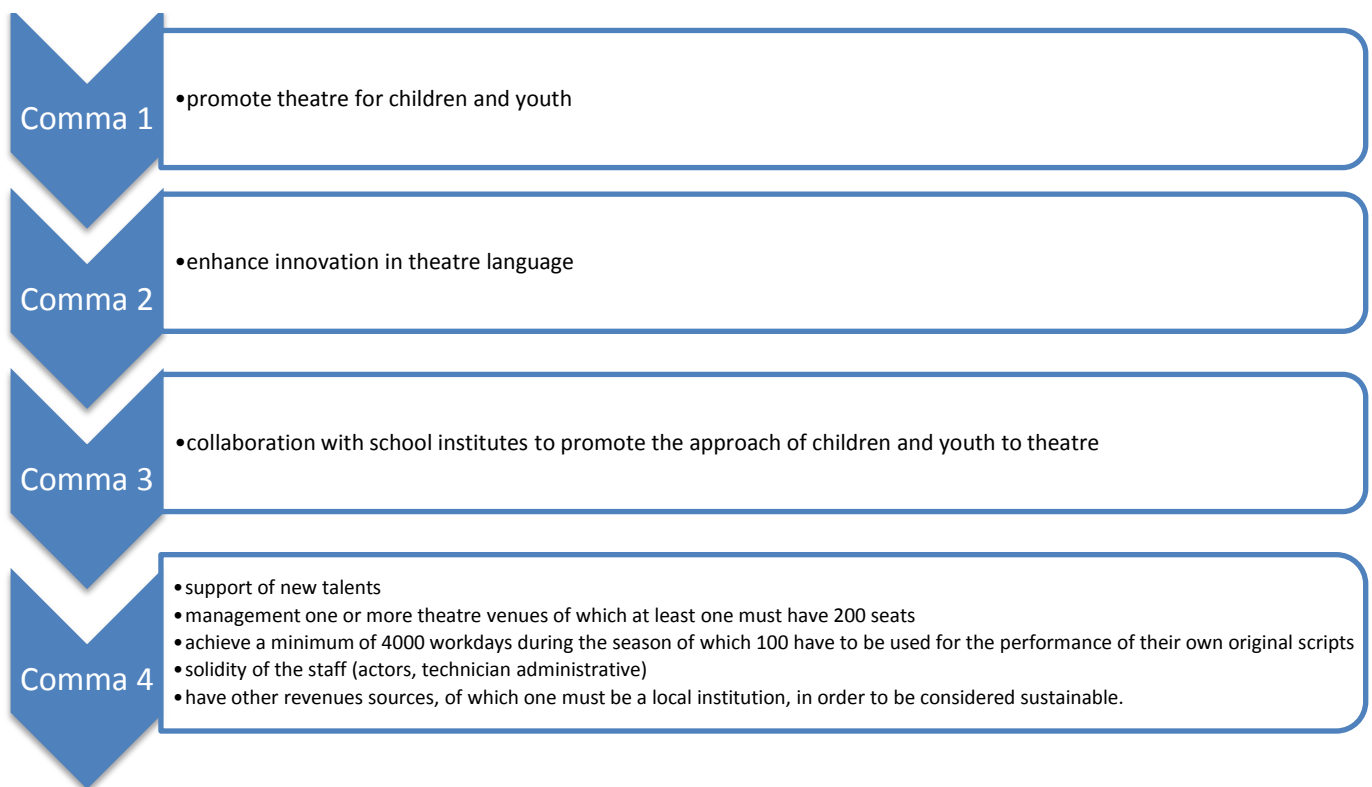 Comma 1
•promote theatre for children and youth
Comma 2
•enhance innovation in theatre language
Comma 3
•collaboration with school institutes to promote the approach of children and youth to theatre
Comma 4
•support of new talents
•management one or more theatre venues of which at least one must have 200 seats
•achieve a minimum of 4000 workdays during the season of which 100 have to be used for the performance of their own original scripts
•solidity of the staff (actors, technician administrative)
•have other revenues sources, of which one must be a local institution, in order to be considered sustainable.